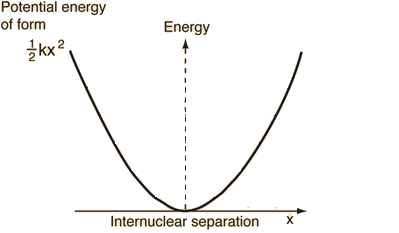 Potential energy
of form
½kx²
Energy
Internuclear separation
x